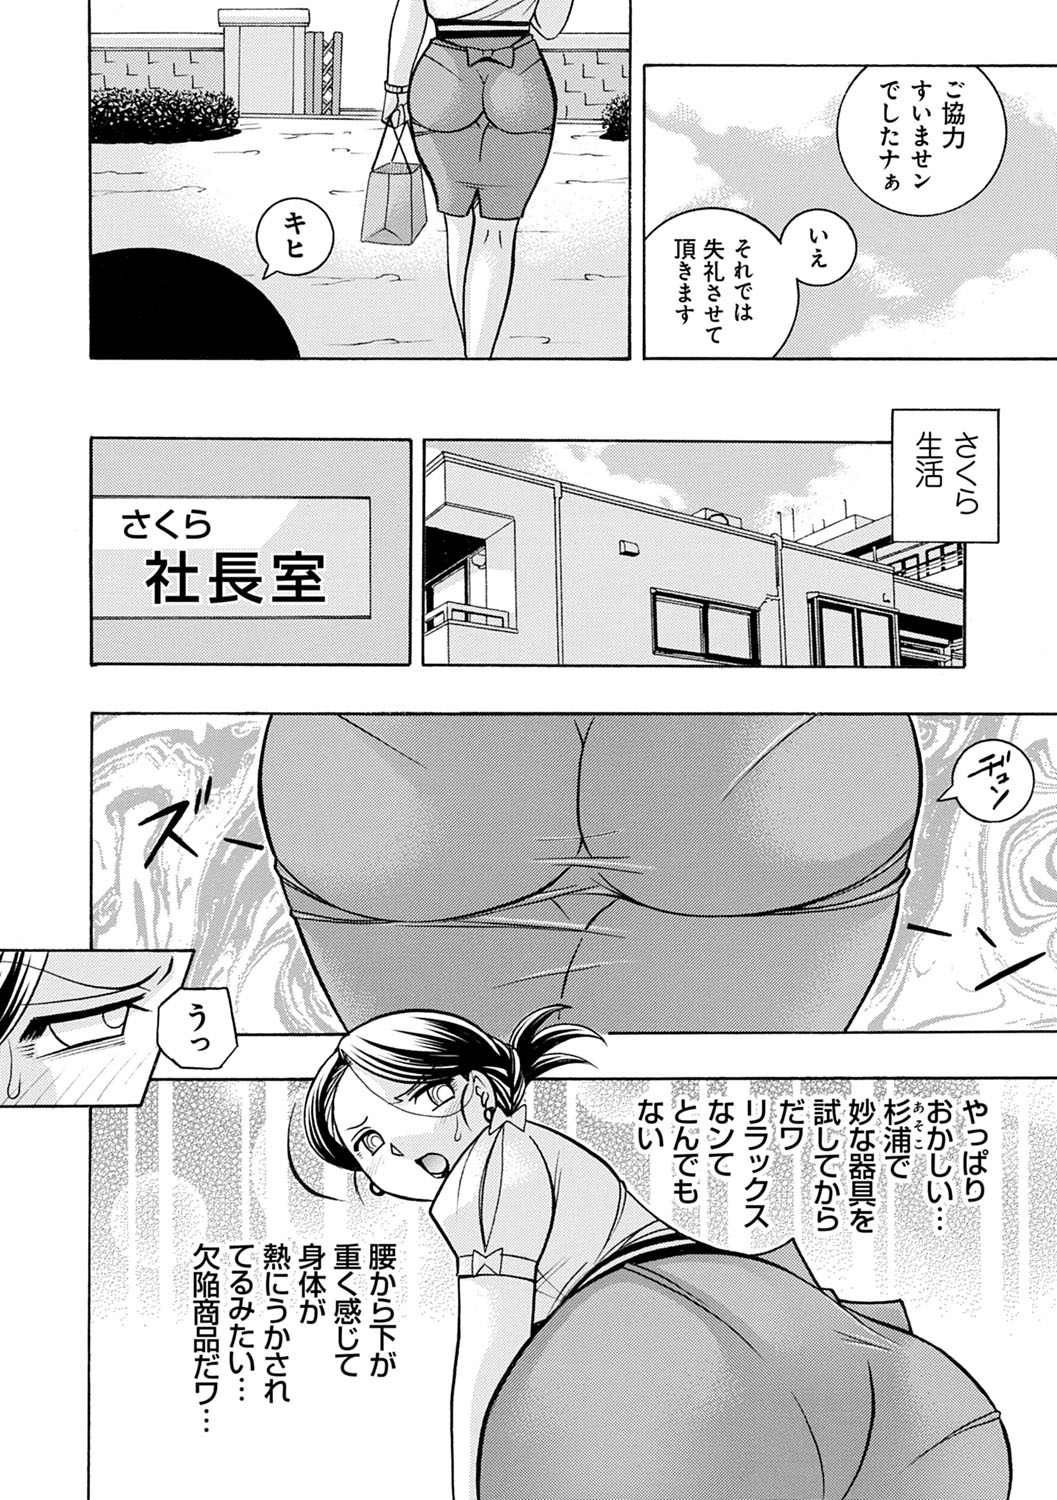 ご協力
すいませン
でしたナぁ
いえ
それでは
失礼させて
頂きます
キヒ
さくら
生活
さくら
社長室
ヂュン
ズーン
うっ
やっぱり
おかしい…
杉浦で
あそこ
妙な器具を
試してから
だワ
リラックス
なンて
とんでも
ない
腰から下が
重く感じて
身体が
熱にうかされ
てるみたい…
欠陥商品だワ…